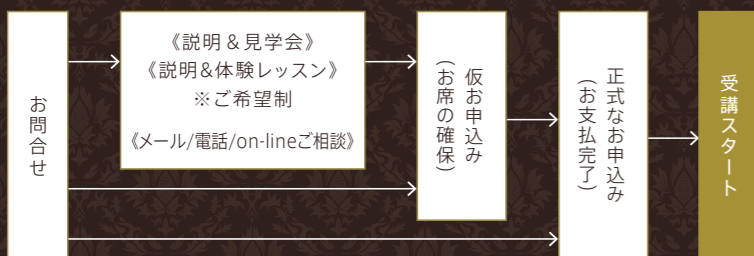 お問合せ
《説明&見学会》
《説明&体験レッスン》
※ご希望制
《メール/電話/on-lineご相談》
仮お申込み
(お席の確保)
正式なお申込み
(お支払完了)
受講スタート